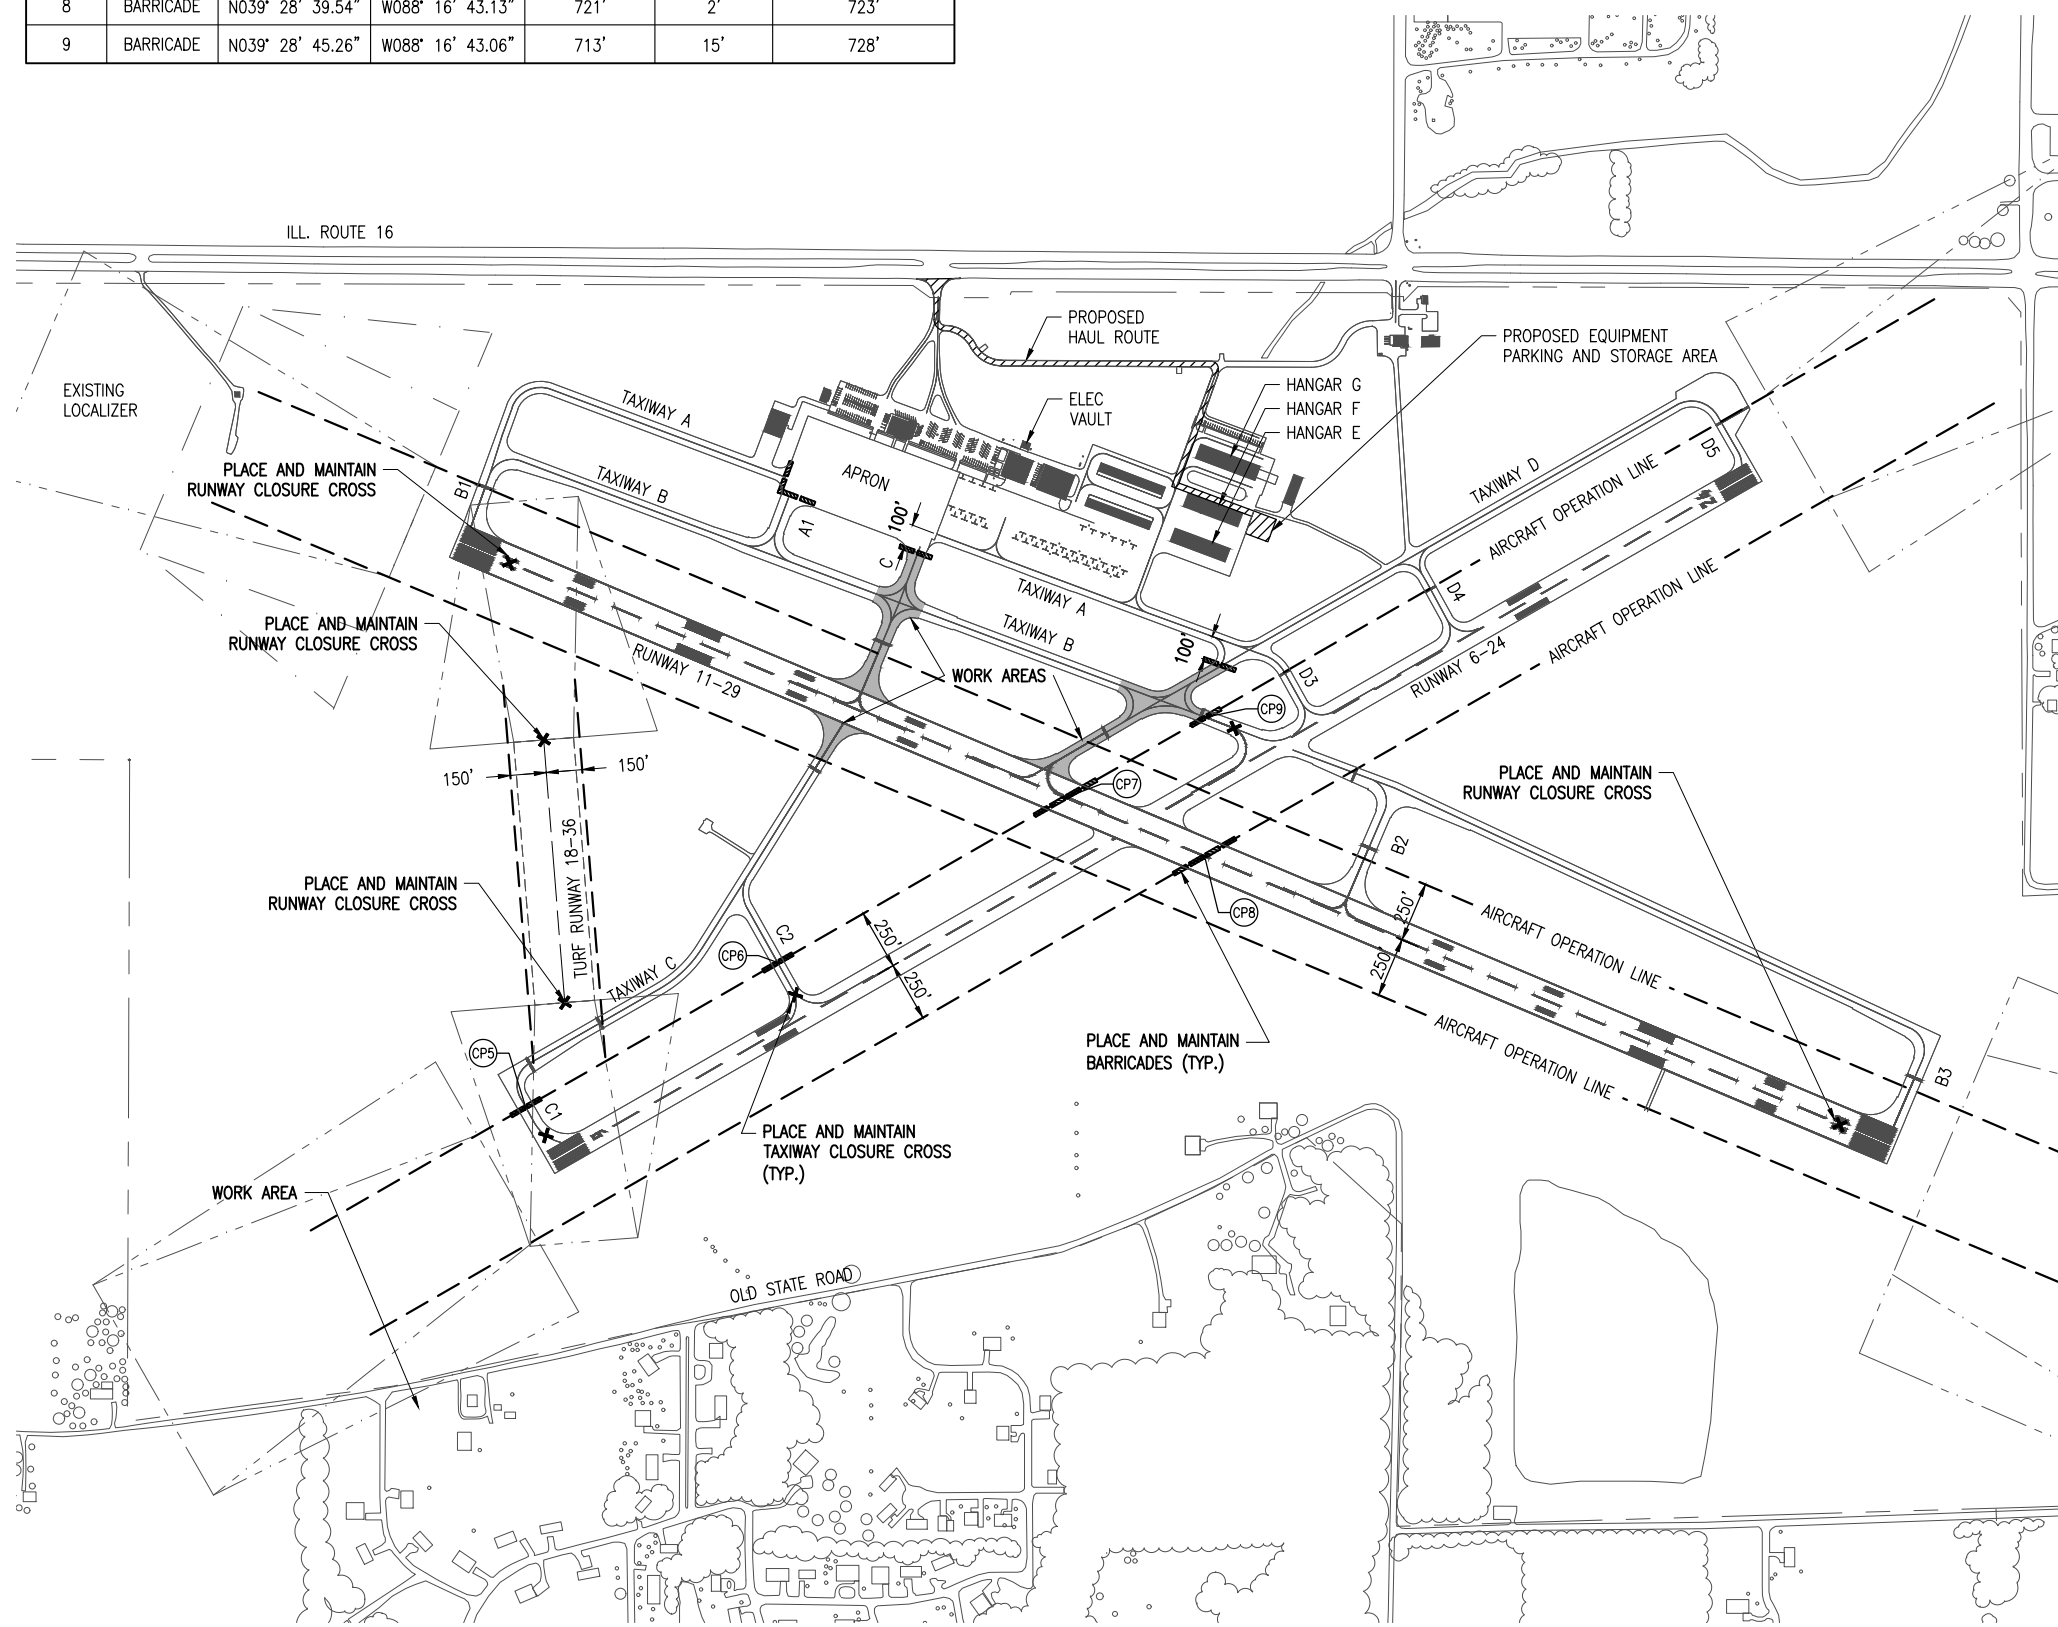 8 BARRICADE N039° 28' 39.54" W088° 16' 43.13" 721' 2' 723'
9 BARRICADE N039° 28' 45.26" W088° 16' 43.06" 713' 15' 728'
ILL. ROUTE 16
PROPOSED
HAUL ROUTE
PROPOSED EQUIPMENT
PARKING AND STORAGE AREA
EXISTING
LOCALIZER
TAXIWAY A
ELEC
VAULT
HANGAR G
HANGAR F
HANGAR E
PLACE AND MAINTAIN
RUNWAY CLOSURE CROSS
B1
TAXIWAY B
APRON
A1
100'
C
TAXIWAY D
D5
24
AIRCRAFT OPERATION LINE
AIRCRAFT OPERATION LINE
D4
PLACE AND MAINTAIN
RUNWAY CLOSURE CROSS
RUNWAY 11-29
TAXIWAY A
TAXIWAY B
100'
WORK AREAS
D3
RUNWAY 6-24
CP9
150'
150'
CP7
PLACE AND MAINTAIN
RUNWAY CLOSURE CROSS
TURF RUNWAY 18-36
B2
PLACE AND MAINTAIN
RUNWAY CLOSURE CROSS
CP8
250'
250'
AIRCRAFT OPERATION LINE
C2
CP6
250'
250'
TAXIWAY C
AIRCRAFT OPERATION LINE
PLACE AND MAINTAIN
BARRICADES (TYP.)
CP5
C1
B3
PLACE AND MAINTAIN
TAXIWAY CLOSURE CROSS
(TYP.)
WORK AREA
OLD STATE ROAD